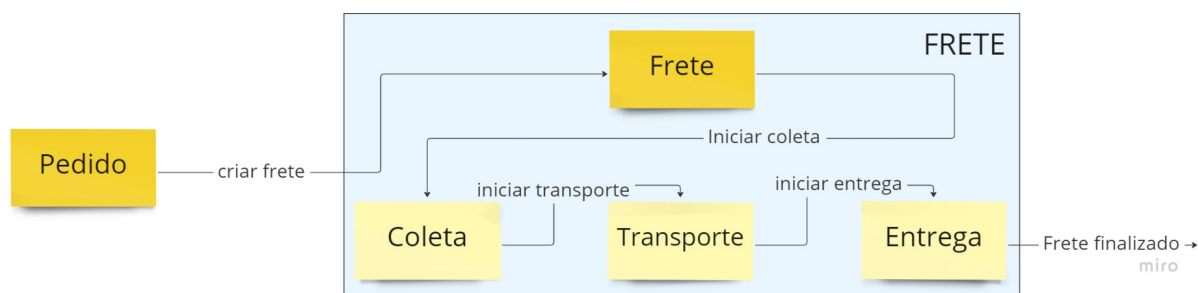 FRETE
Frete
Iniciar coleta
Pedido
criar frete
iniciar transporte
iniciar entrega
Coleta
Transporte
Entrega
Frete finalizado
miro